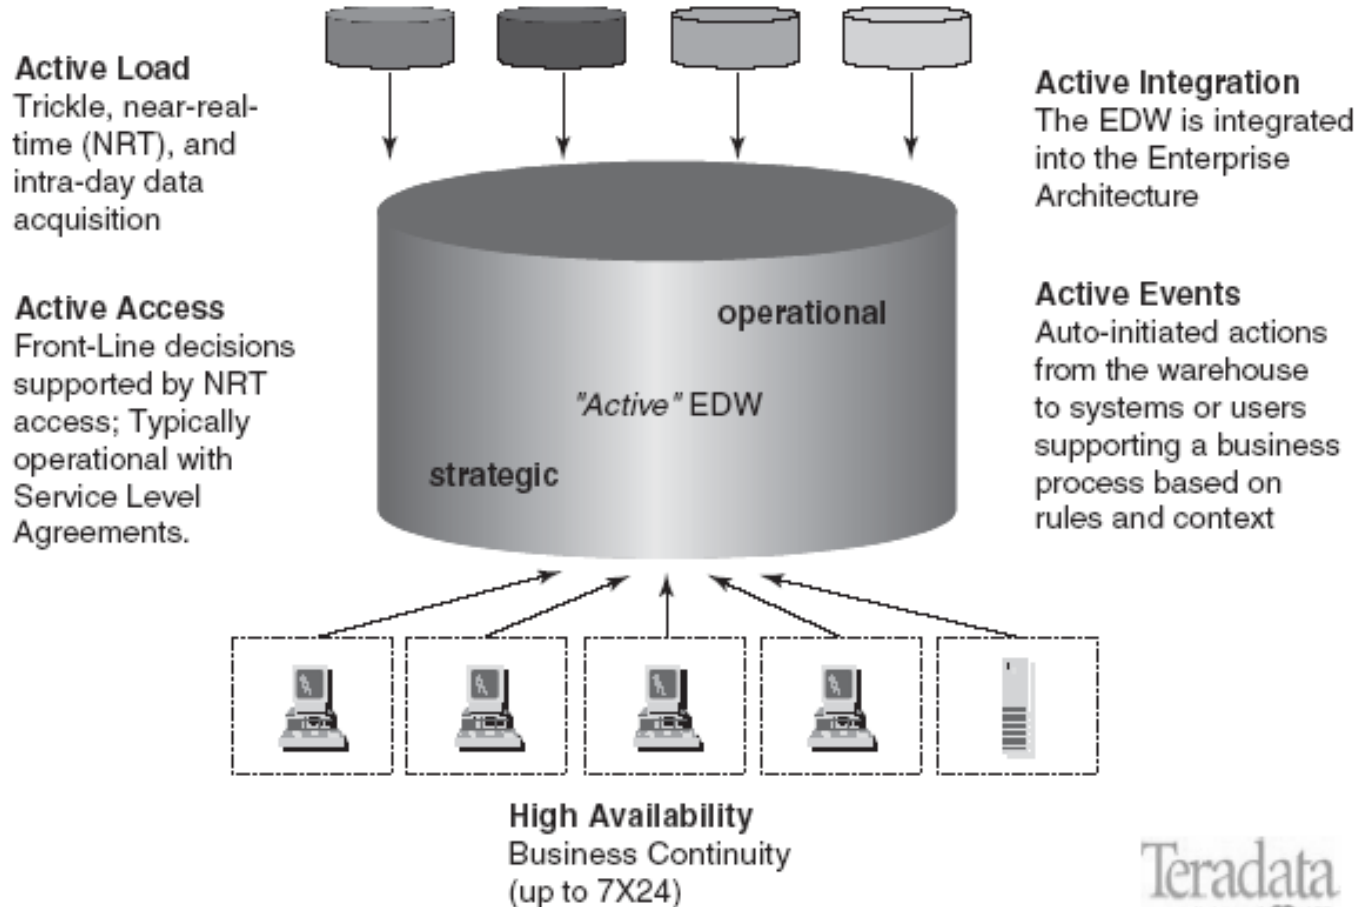 Active Load
Trickle, near-real-
time (NRT), and
intra-day data
acquisition
Active Integration
The EDW is integrated
into the Enterprise
Architecture
Active Access
Front-Line decisions
supported by NRT
access; Typically
operational with
Service Level
Agreements.
operational
"Active" EDW
strategic
Active Events
Auto-initiated actions
from the warehouse
to systems or users
supporting a business
process based on
rules and context
High Availability
Business Continuity
(up to 7X24)
Teradata